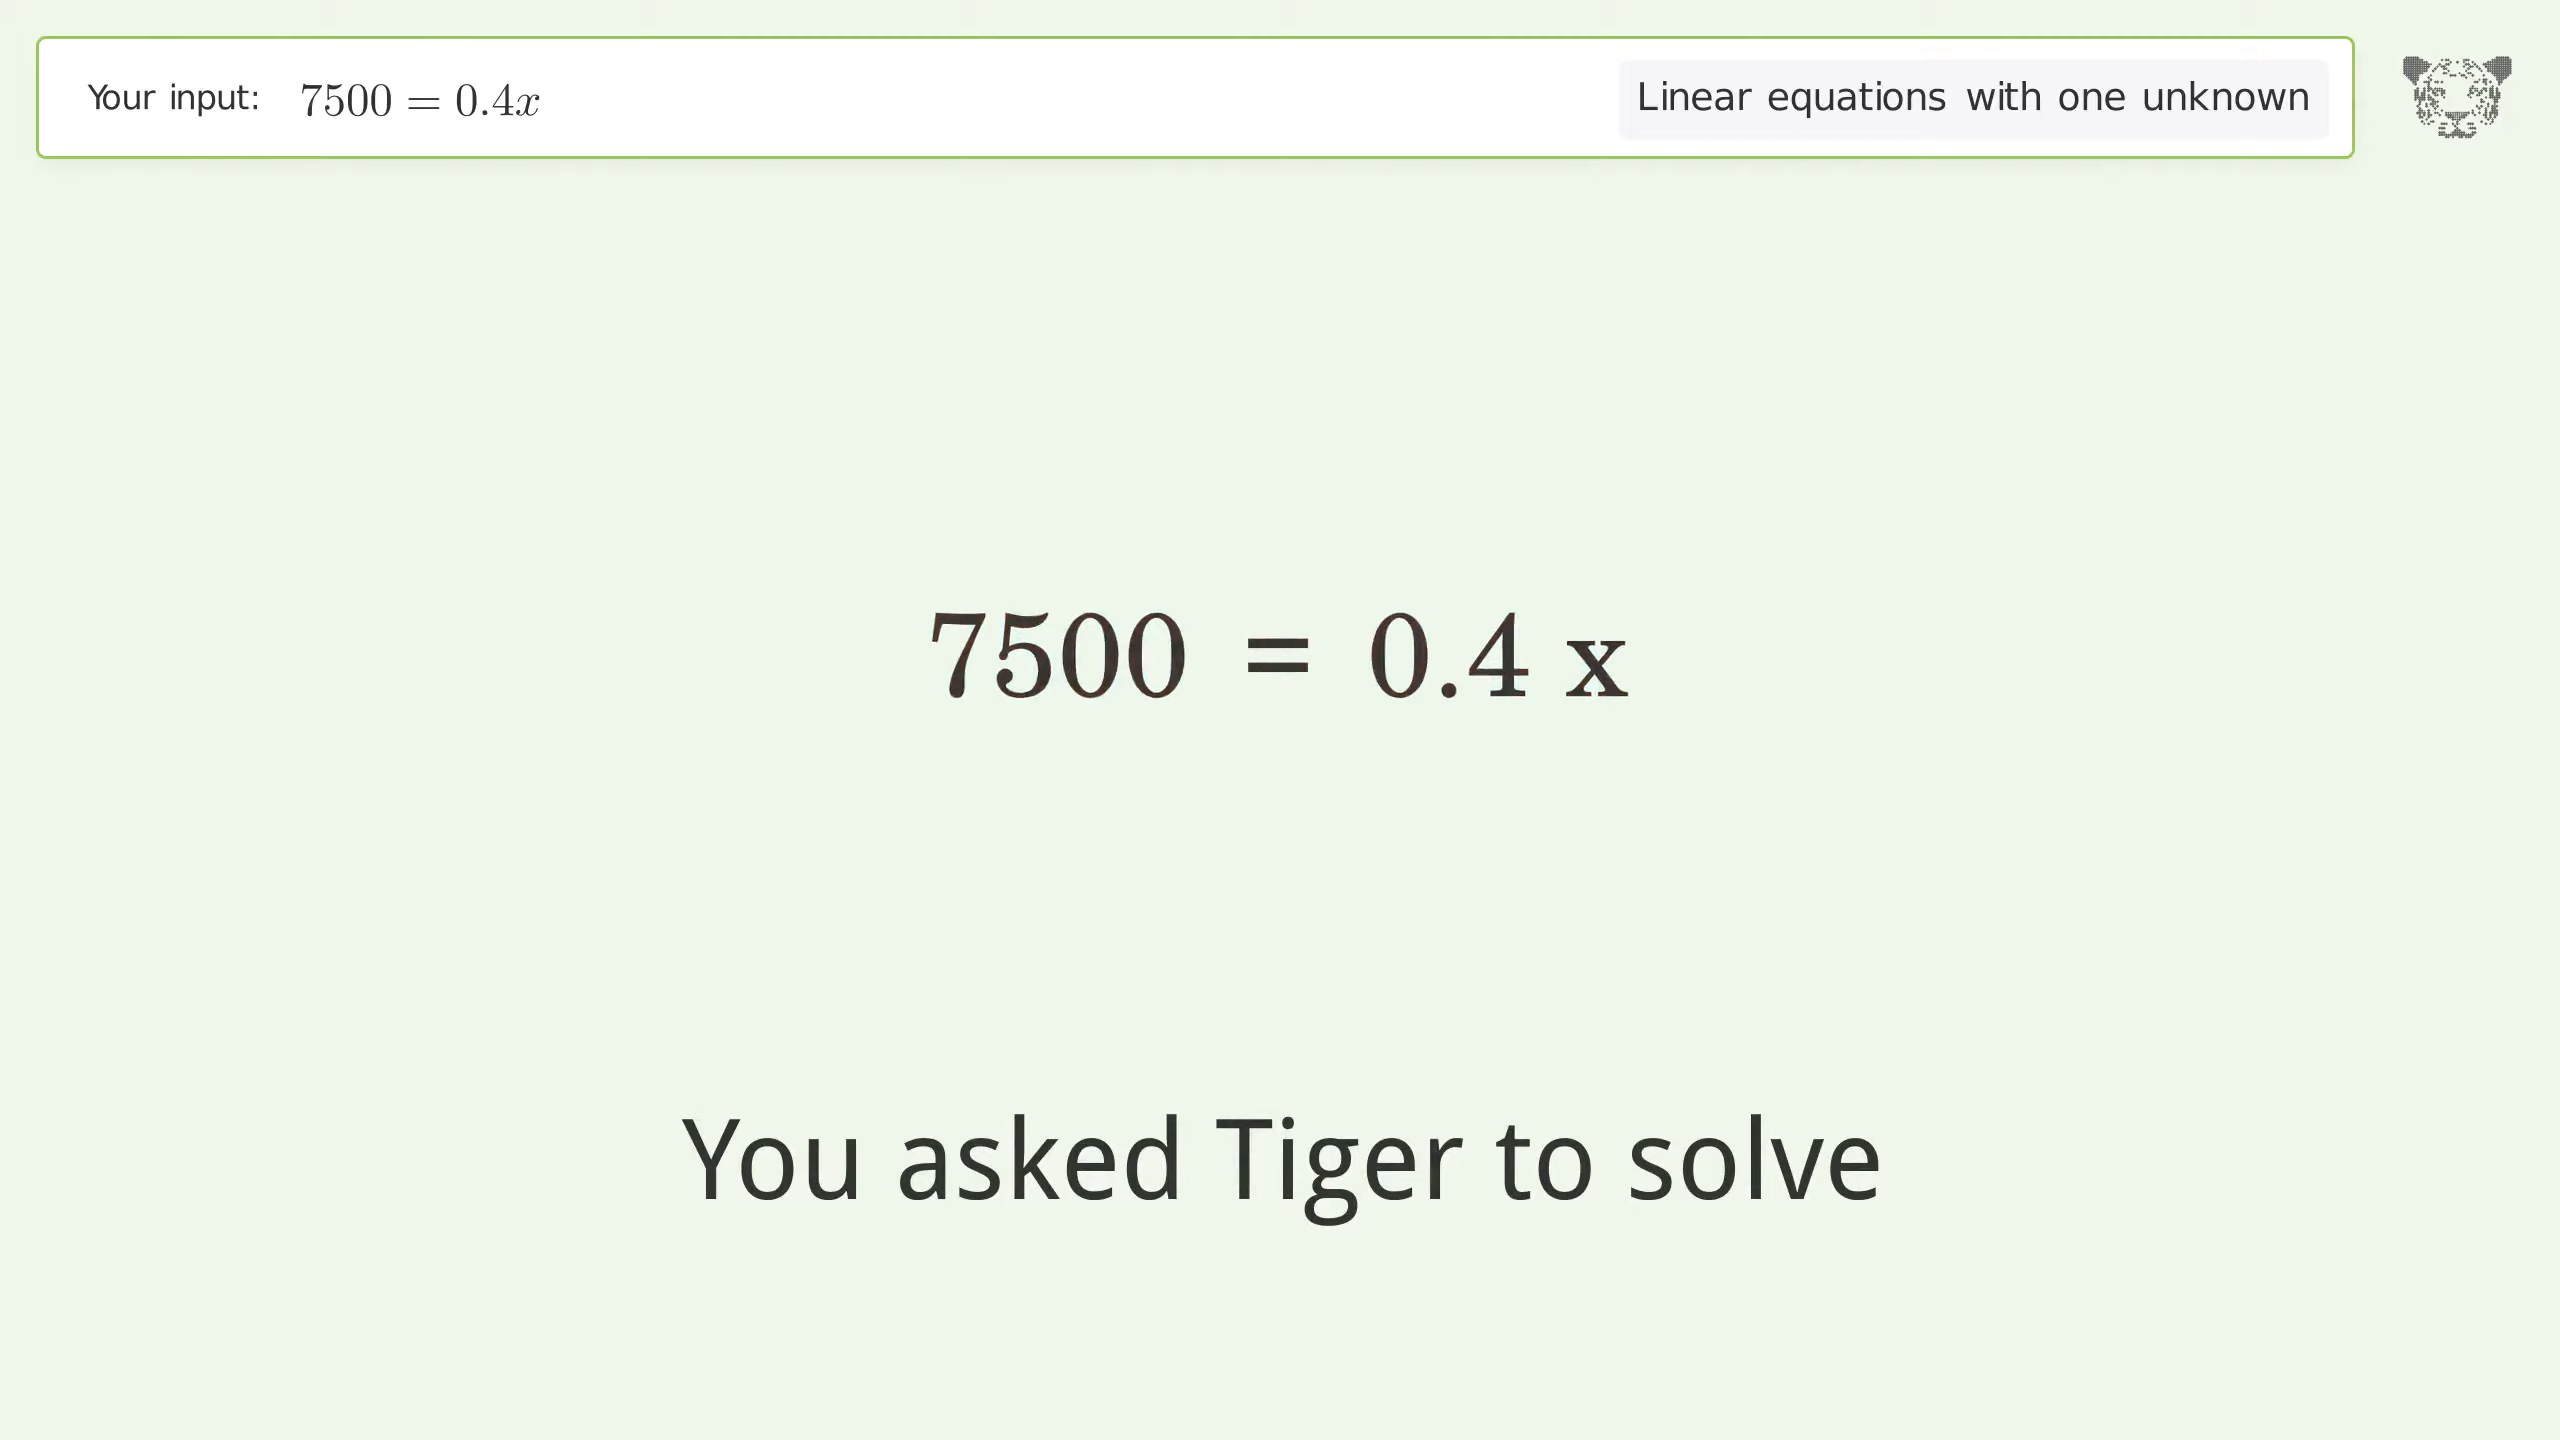 Your input: 7500 = 0.4x
Linear equations with one unknown
7500 = 0.4 x
You asked Tiger to solve